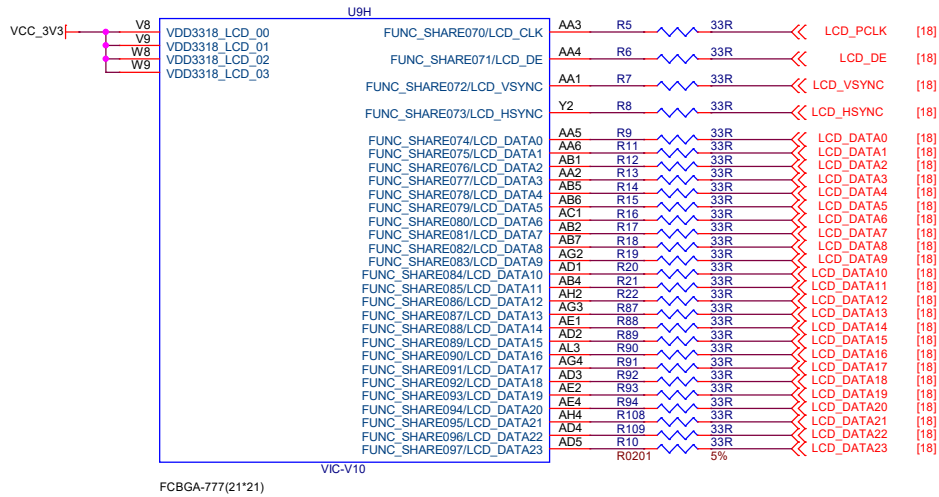 U9H
VCC_3V3 V8 VDD3318_LCD_00 FUNC_SHARE070/LCD_CLK AA3 R5 33R LCD_PCLK [18]
V9 VDD3318_LCD_01
W8 VDD3318_LCD_02 FUNC_SHARE071/LCD_DE AA4 R6 33R LCD_DE [18]
W9 VDD3318_LCD_03
FUNC_SHARE072/LCD_VSYNC AA1 R7 33R LCD_VSYNC [18]
FUNC_SHARE073/LCD_HSYNC Y2 R8 33R LCD_HSYNC [18]
FUNC_SHARE074/LCD_DATA0 AA5 R9 33R LCD_DATA0 [18]
FUNC_SHARE075/LCD_DATA1 AA6 R11 33R LCD_DATA1 [18]
FUNC_SHARE076/LCD_DATA2 AB1 R12 33R LCD_DATA2 [18]
FUNC_SHARE077/LCD_DATA3 AA2 R13 33R LCD_DATA3 [18]
FUNC_SHARE078/LCD_DATA4 AB5 R14 33R LCD_DATA4 [18]
FUNC_SHARE079/LCD_DATA5 AB6 R15 33R LCD_DATA5 [18]
FUNC_SHARE080/LCD_DATA6 AC1 R16 33R LCD_DATA6 [18]
FUNC_SHARE081/LCD_DATA7 AB2 R17 33R LCD_DATA7 [18]
FUNC_SHARE082/LCD_DATA8 AB7 R18 33R LCD_DATA8 [18]
FUNC_SHARE083/LCD_DATA9 AG2 R19 33R LCD_DATA9 [18]
FUNC_SHARE084/LCD_DATA10 AD1 R20 33R LCD_DATA10 [18]
FUNC_SHARE085/LCD_DATA11 AB4 R21 33R LCD_DATA11 [18]
FUNC_SHARE086/LCD_DATA12 AH2 R22 33R LCD_DATA12 [18]
FUNC_SHARE087/LCD_DATA13 AG3 R87 33R LCD_DATA13 [18]
FUNC_SHARE088/LCD_DATA14 AE1 R88 33R LCD_DATA14 [18]
FUNC_SHARE089/LCD_DATA15 AD2 R89 33R LCD_DATA15 [18]
FUNC_SHARE090/LCD_DATA16 AL3 R90 33R LCD_DATA16 [18]
FUNC_SHARE091/LCD_DATA17 AG4 R91 33R LCD_DATA17 [18]
FUNC_SHARE092/LCD_DATA18 AD3 R92 33R LCD_DATA18 [18]
FUNC_SHARE093/LCD_DATA19 AE2 R93 33R LCD_DATA19 [18]
FUNC_SHARE094/LCD_DATA20 AE4 R94 33R LCD_DATA20 [18]
FUNC_SHARE095/LCD_DATA21 AH4 R108 33R LCD_DATA21 [18]
FUNC_SHARE096/LCD_DATA22 AD4 R109 33R LCD_DATA22 [18]
FUNC_SHARE097/LCD_DATA23 AD5 R10 33R LCD_DATA23 [18]
R0201 5%
VIC-V10
FCBGA-777(21*21)